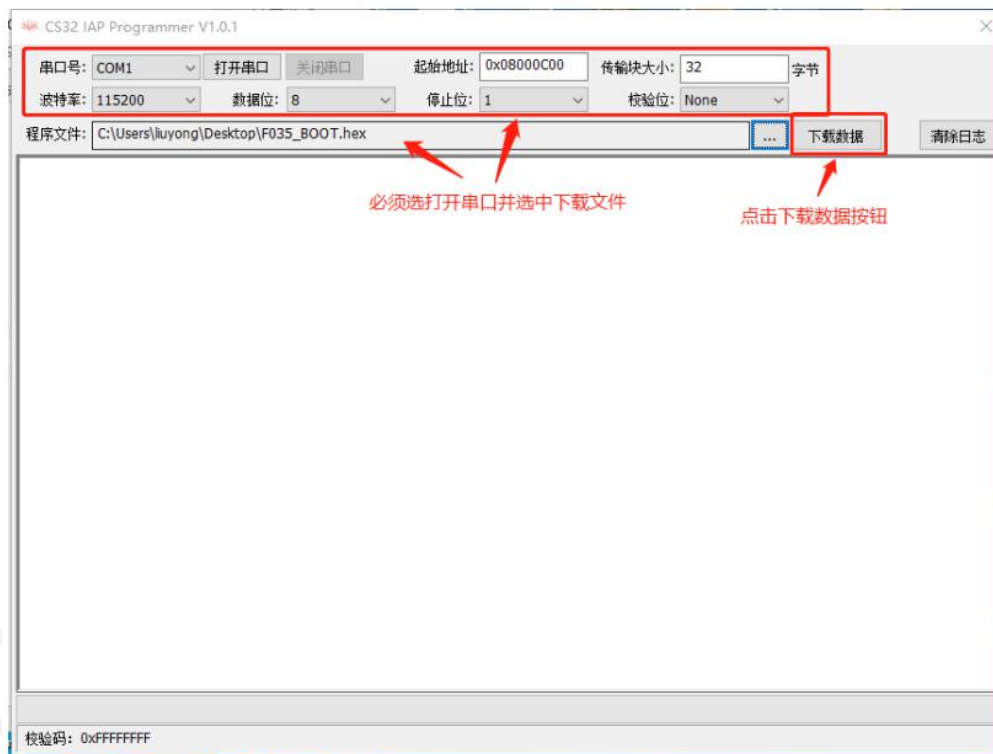 CS32 IAP Programmer V1.0.1
串口号: COM1 打开串口 关闭串口 起始地址: 0x08000C00 传输块大小: 32 字节
波特率: 115200 数据位: 8 停止位: 1 校验位: None
程序文件: C:\Users\liuyong\Desktop\F035_BOOT.hex ... 下载数据 清除日志
必须选打开串口并选中下载文件
点击下载数据按钮
校验码: 0xFFFFFFFF